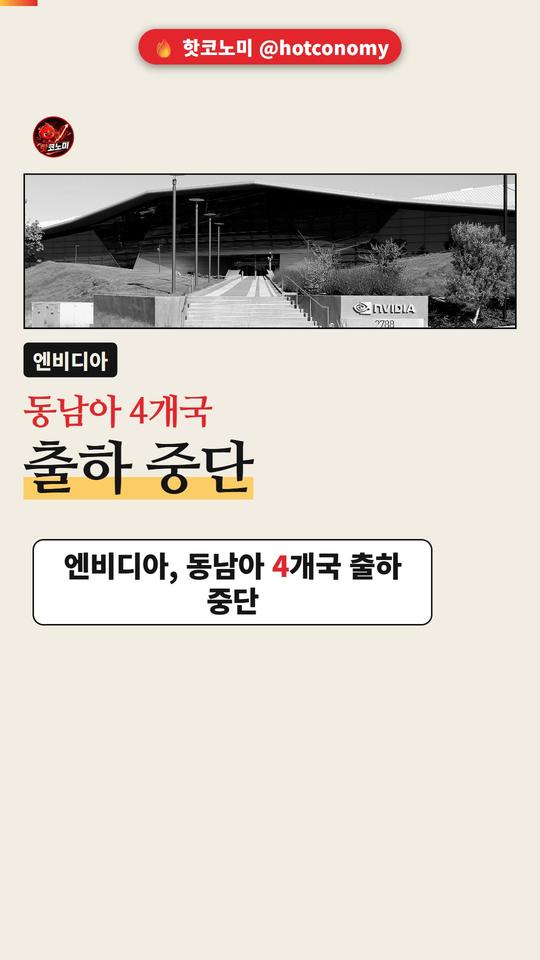 핫코노미 @hotconomy
핫코노미
NVIDIA
2788
엔비디아
동남아 4개국
출하 중단
엔비디아, 동남아 4개국 출하
중단